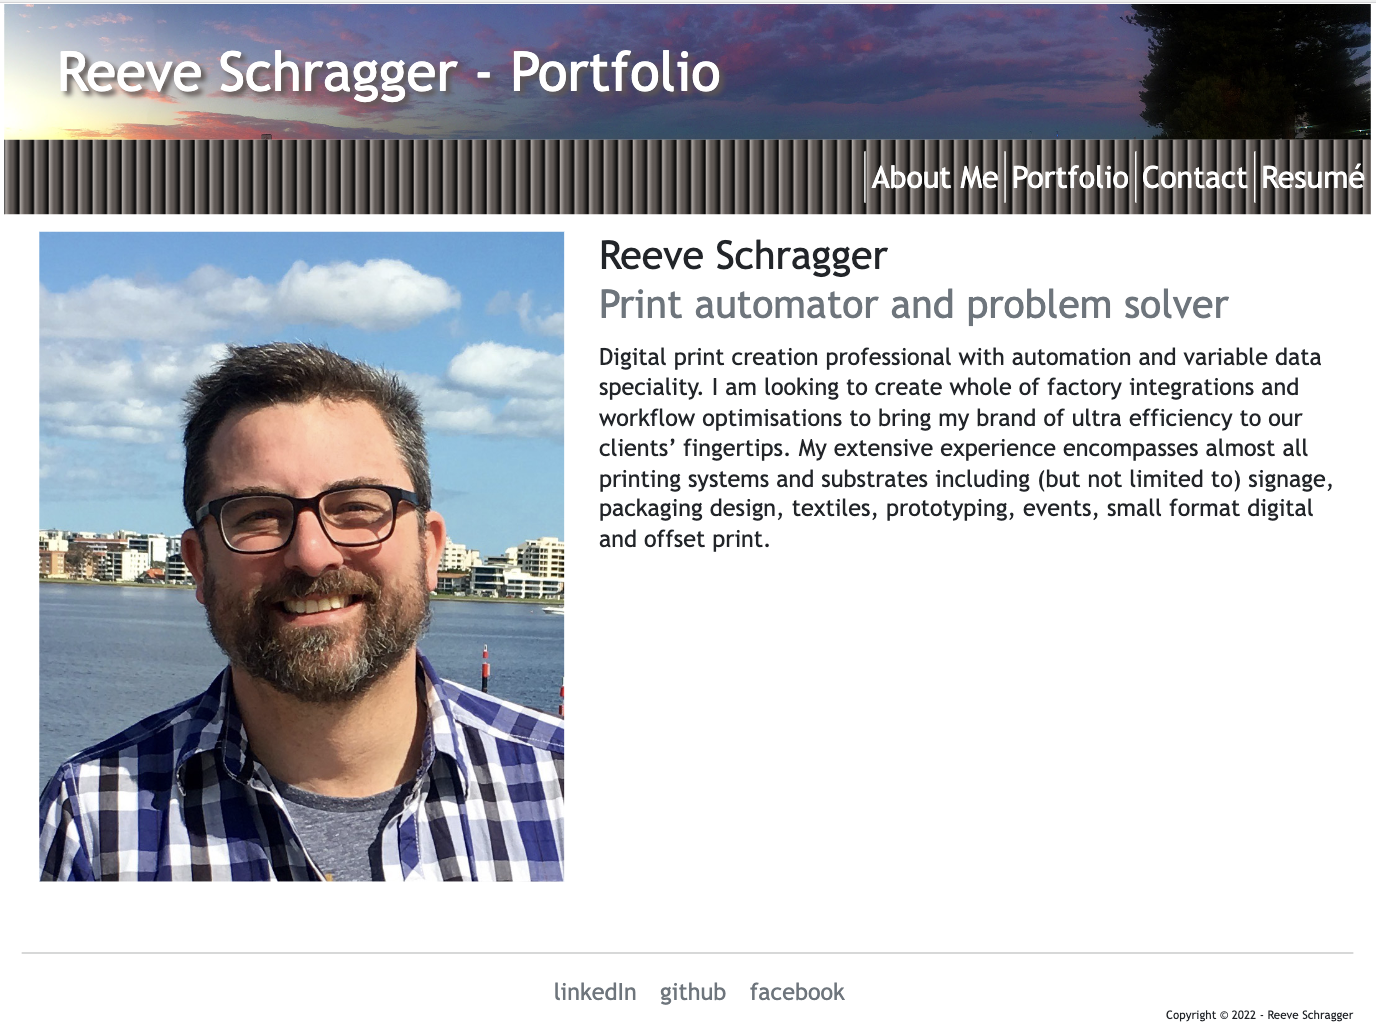 Reeve Schragger - Portfolio
About Me Portfolio Contact Resumé
Reeve Schragger
Print automator and problem solver
Digital print creation professional with automation and variable data
speciality. I am looking to create whole of factory integrations and
workflow optimisations to bring my brand of ultra efficiency to our
clients’ fingertips. My extensive experience encompasses almost all
printing systems and substrates including (but not limited to) signage,
packaging design, textiles, prototyping, events, small format digital
and offset print.
linkedIn github facebook
Copyright © 2022 - Reeve Schragger